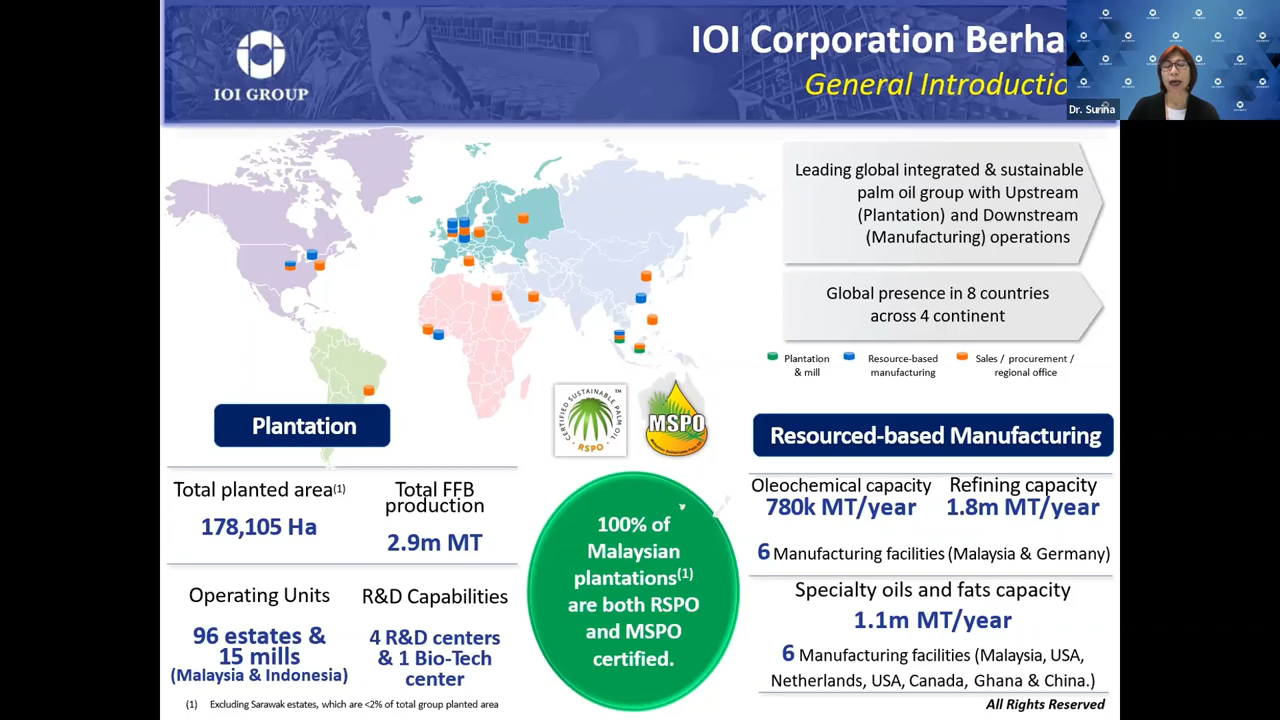 IOI GROUP
IOI Corporation Berha
General Introductio
Dr. Surina
Leading global integrated & sustainable
palm oil group with Upstream
(Plantation) and Downstream
(Manufacturing) operations
Global presence in 8 countries
across 4 continent
Plantation
& mill
Resource-based
manufacturing
Sales / procurement /
regional office
CERTIFIED SUSTAINABLE PALM OIL
TM
RSPO
MSPO
Plantation
Total planted area(1)
178,105 Ha
Total FFB
production
2.9m MT
Operating Units
96 estates &
15 mills
(Malaysia & Indonesia)
R&D Capabilities
4 R&D centers
& 1 Bio-Tech
center
(1) Excluding Sarawak estates, which are <2% of total group planted area
100% of
Malaysian
plantations(1)
are both RSPO
and MSPO
certified.
Resourced-based Manufacturing
Oleochemical capacity
780k MT/year
Refining capacity
1.8m MT/year
6 Manufacturing facilities (Malaysia & Germany)
Specialty oils and fats capacity
1.1m MT/year
6 Manufacturing facilities (Malaysia, USA,
Netherlands, USA, Canada, Ghana & China.)
All Rights Reserved